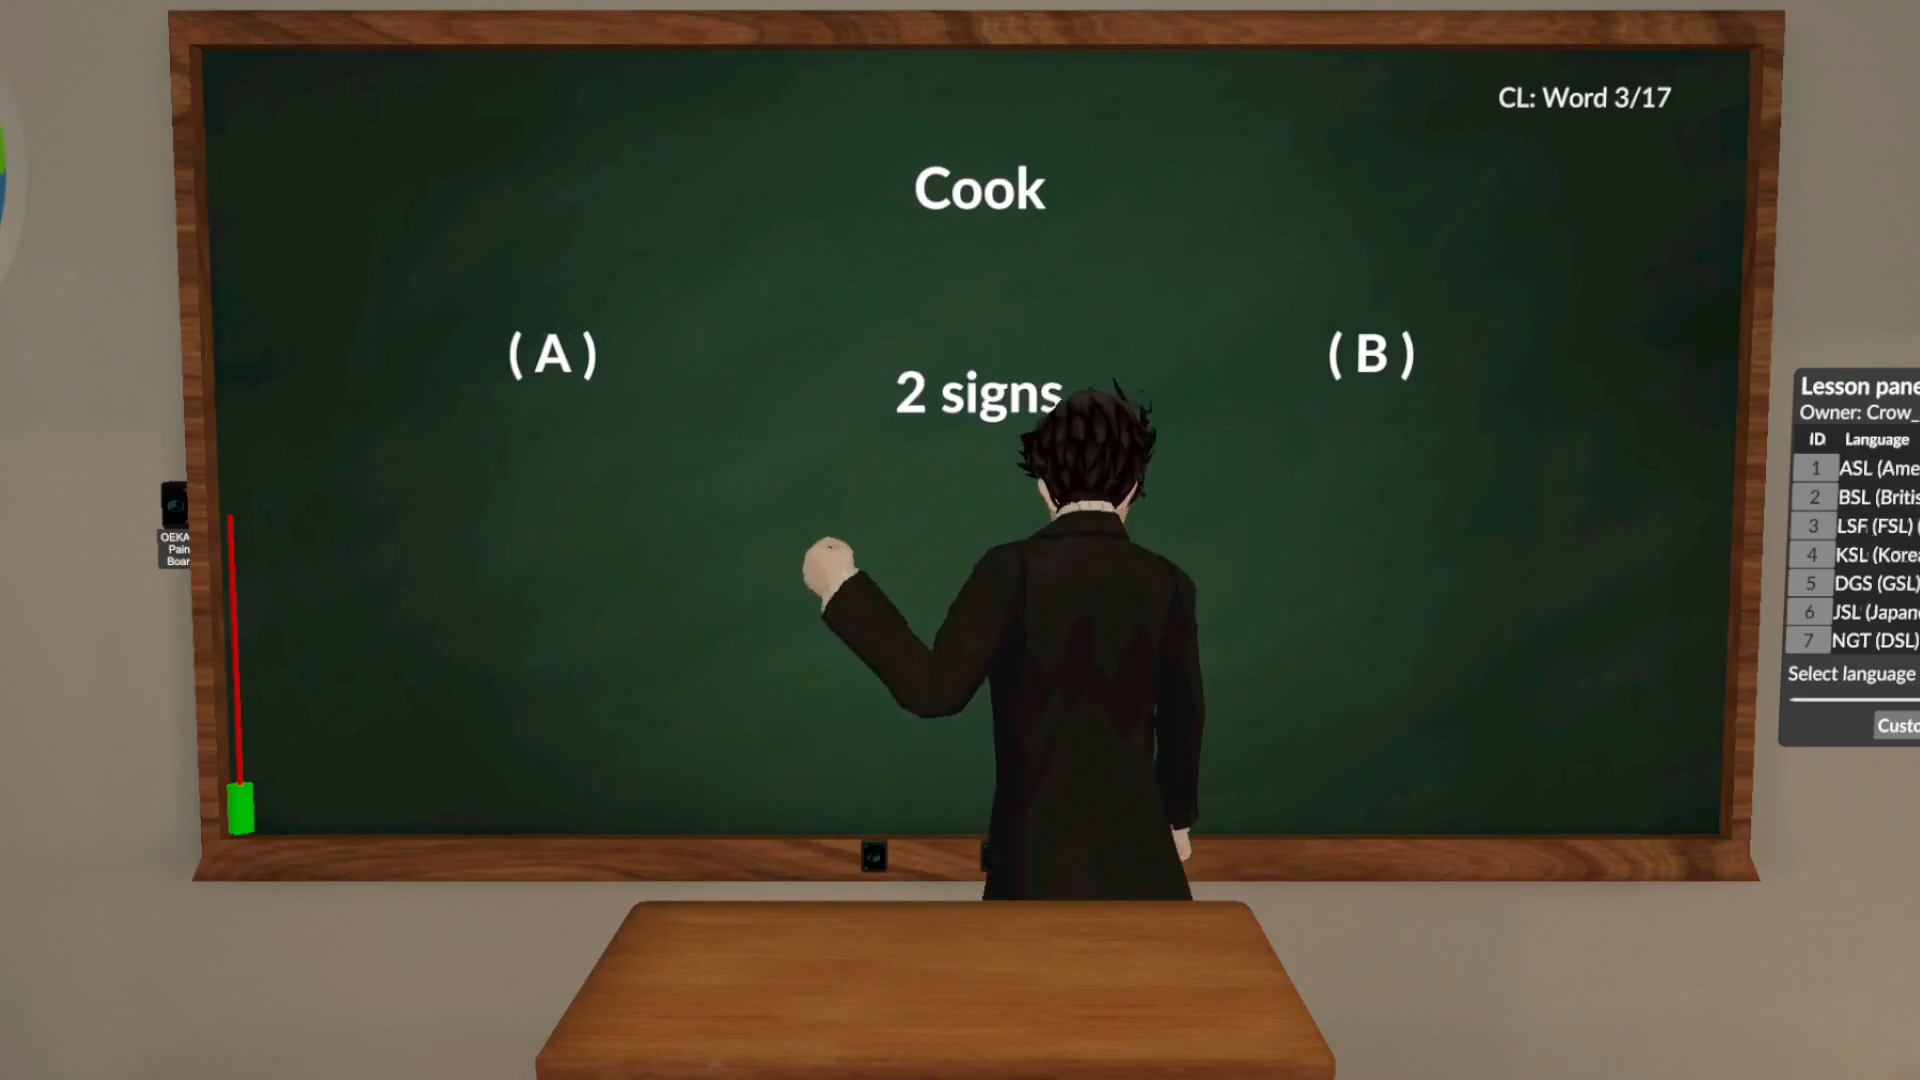 CL: Word 3/17
Cook
( A )
( B )
2 signs
OEKA
Pain
Boar
Lesson pane
Owner: Crow_
ID Language
1 ASL (Ame
2 BSL (Britis
3 LSF (FSL) (
4 KSL (Kore
5 DGS (GSL)
6 JSL (Japan
7 NGT (DSL)
Select language
Custo